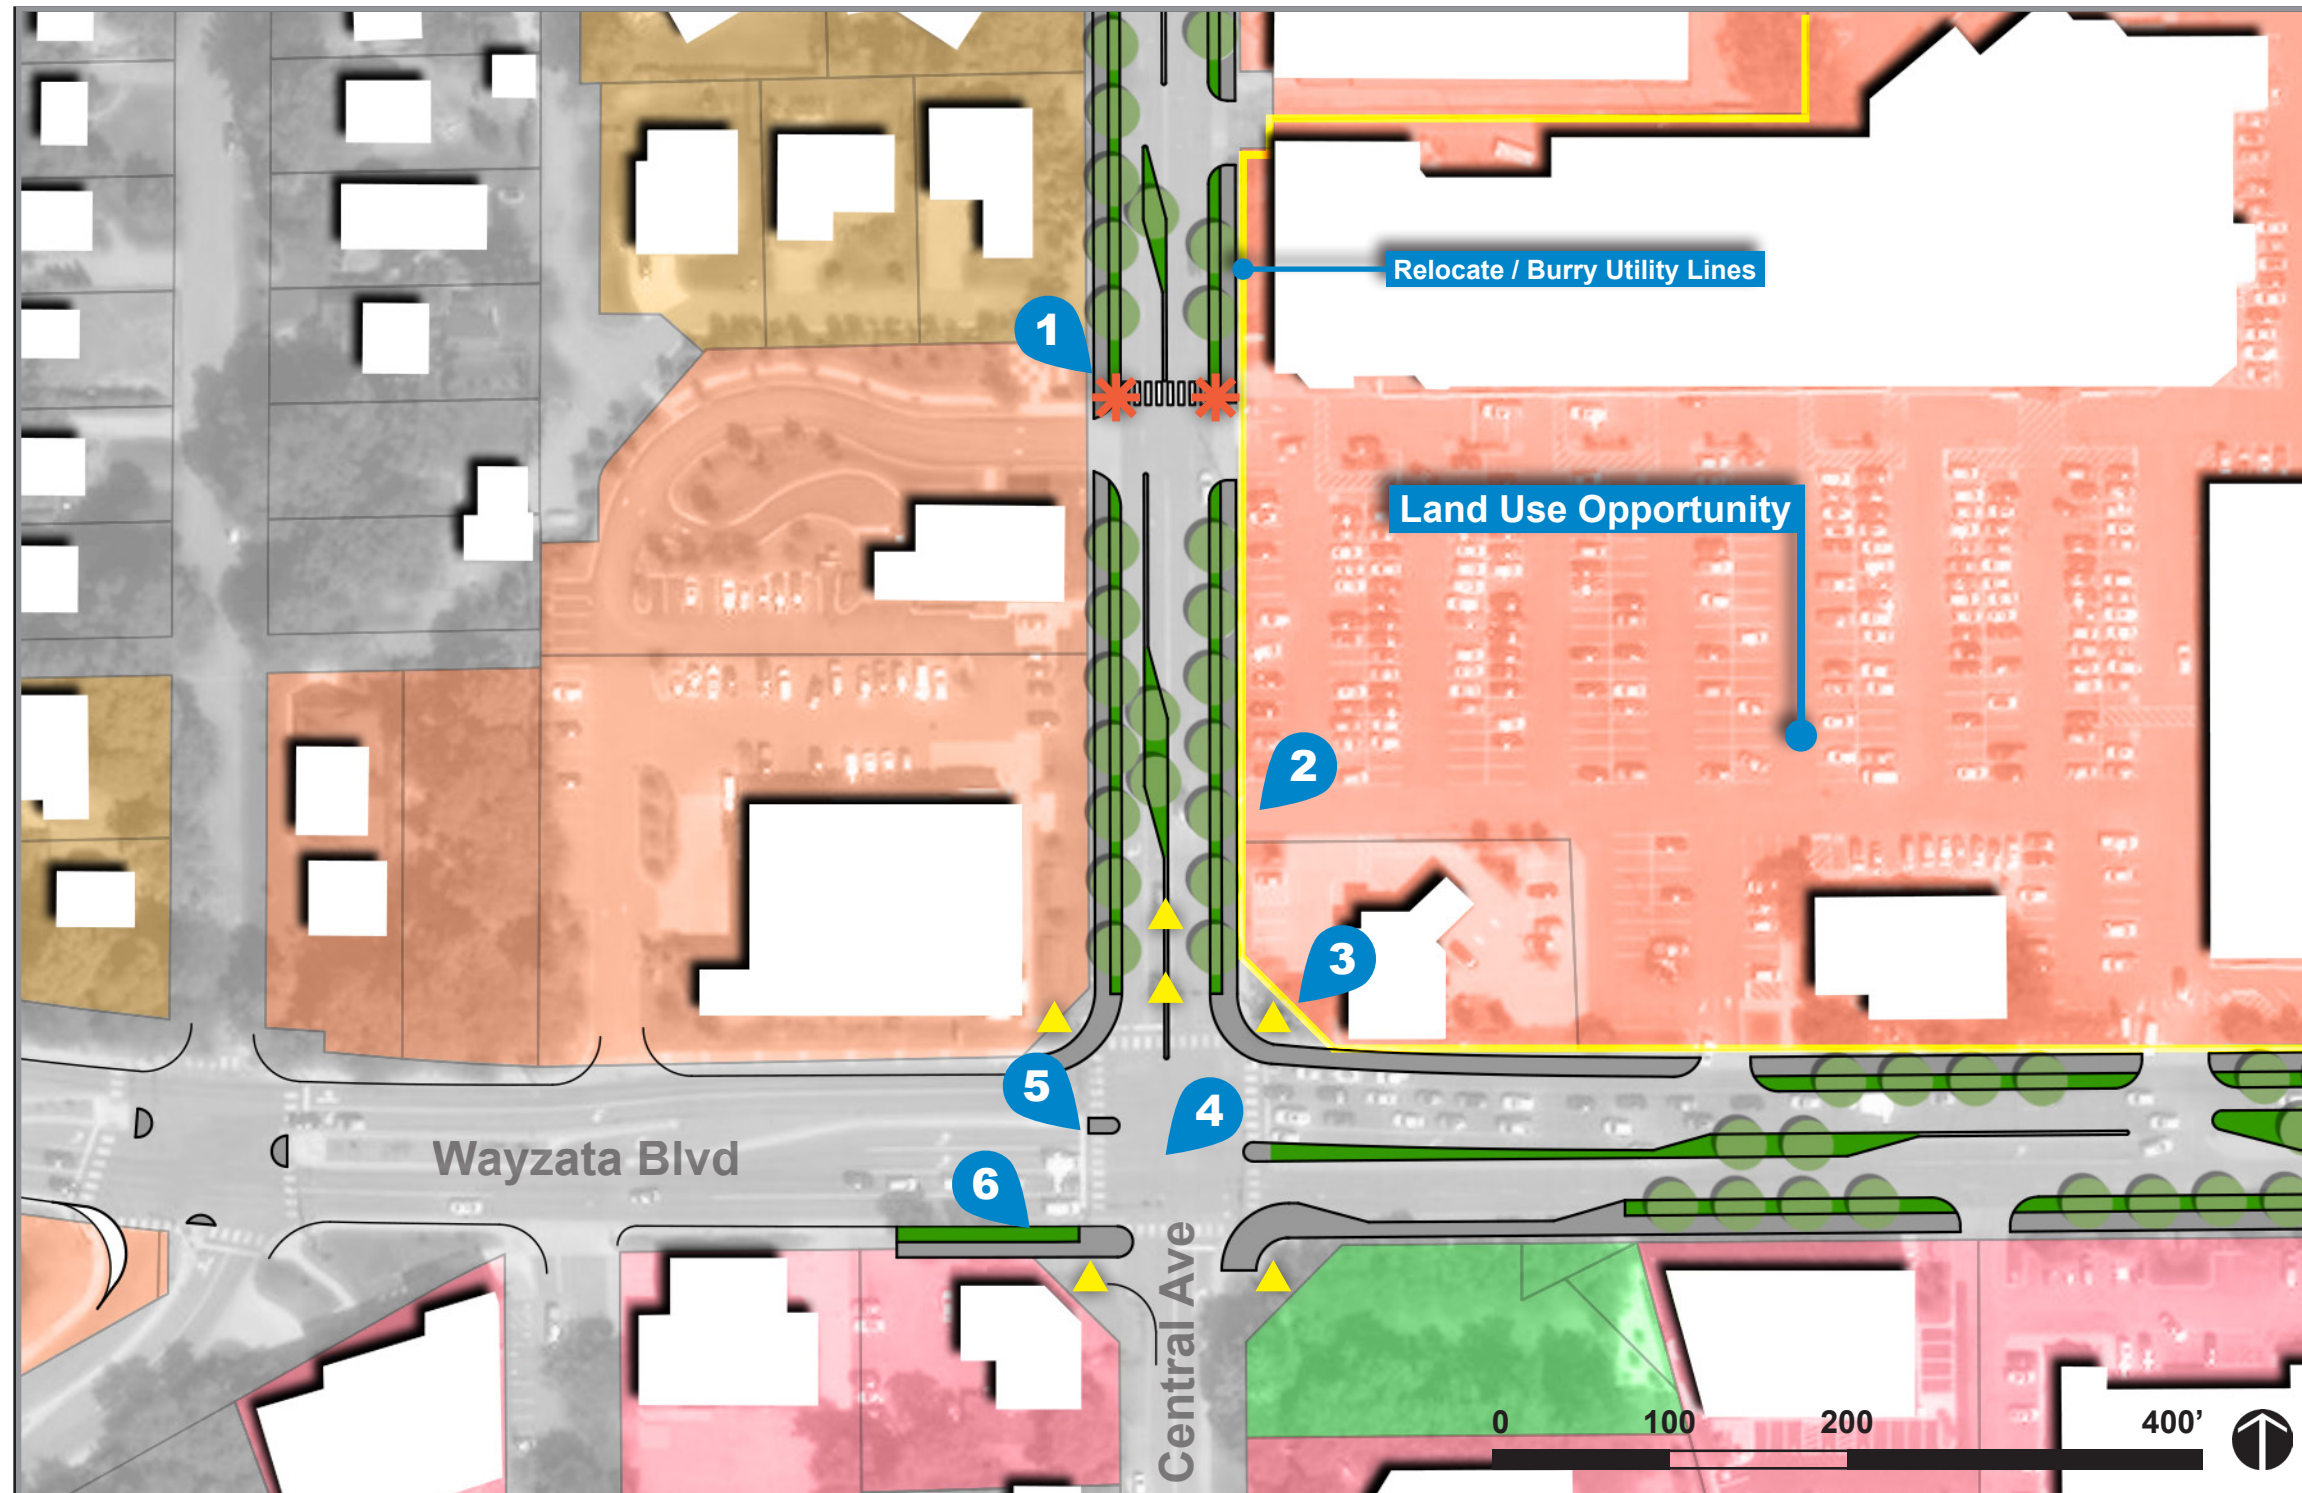 Relocate / Burry Utility Lines
1
Land Use Opportunity
2
3
5
4
Wayzata Blvd
6
Central Ave
0 100 200 400’